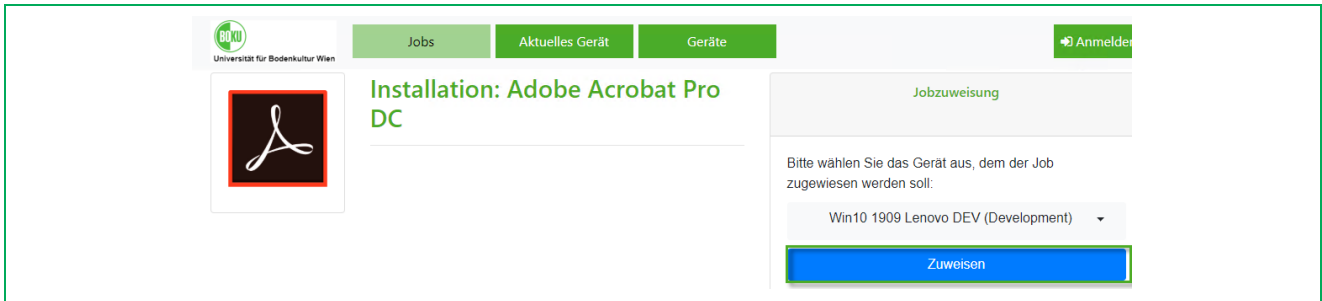 BOKU
Universität für Bodenkultur Wien
Jobs
Aktuelles Gerät
Geräte
Anmelden
Installation: Adobe Acrobat Pro
DC
Jobzuweisung
Bitte wählen Sie das Gerät aus, dem der Job
zugewiesen werden soll:
Win10 1909 Lenovo DEV (Development)
Zuweisen